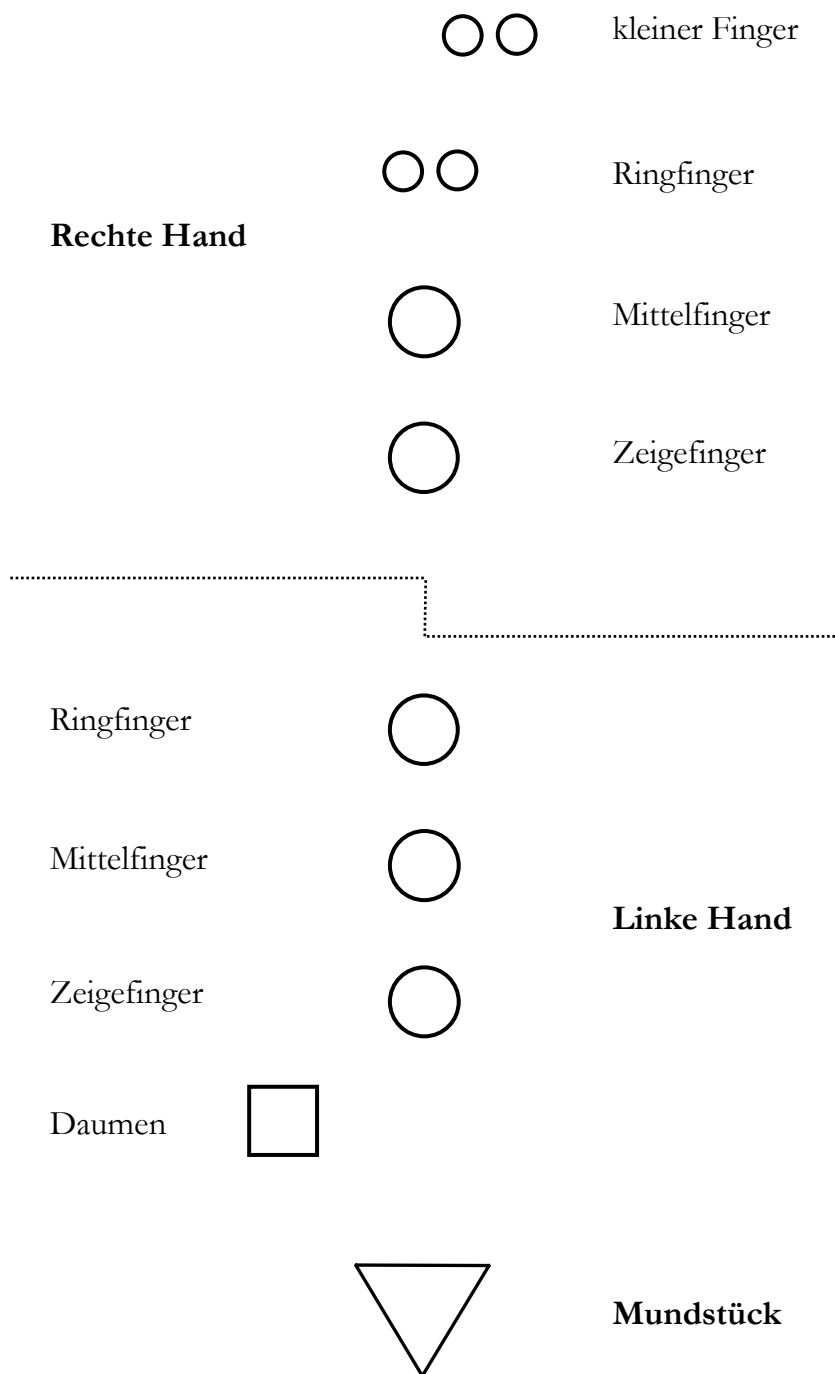 kleiner Finger
Ringfinger
Rechte Hand
Mittelfinger
Zeigefinger
Ringfinger
Mittelfinger
Linke Hand
Zeigefinger
Daumen
Mundstück